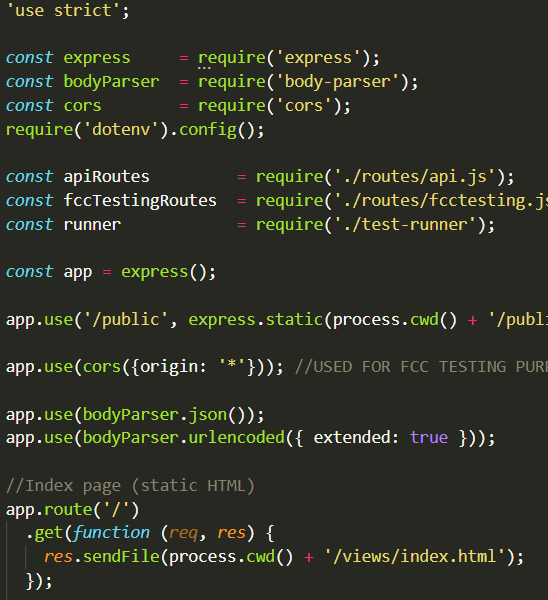 'use strict';
const express     = require('express');
const bodyParser  = require('body-parser');
const cors        = require('cors');
require('dotenv').config();
const apiRoutes         = require('./routes/api.js');
const fccTestingRoutes  = require('./routes/fcctesting.js
const runner            = require('./test-runner');
const app = express();
app.use('/public', express.static(process.cwd() + '/publi
app.use(cors({origin: '*'})); //USED FOR FCC TESTING PURP
app.use(bodyParser.json());
app.use(bodyParser.urlencoded({ extended: true }));
//Index page (static HTML)
app.route('/')
  .get(function (req, res) {
    res.sendFile(process.cwd() + '/views/index.html');
  });